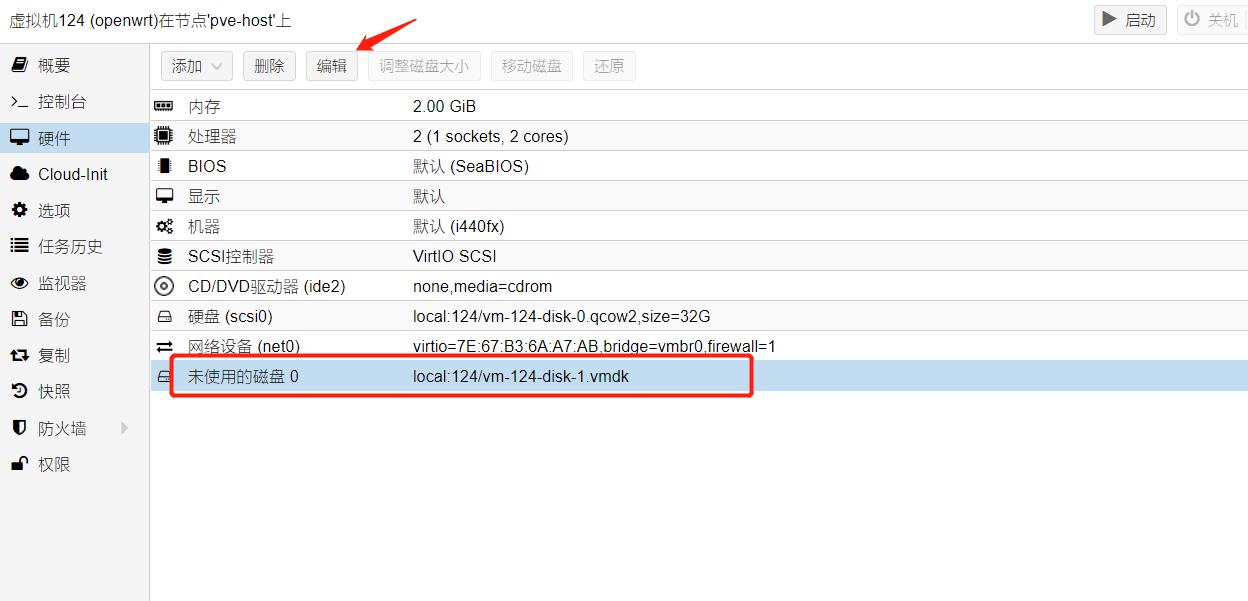 虚拟机124 (openwrt)在节点'pve-host'上
启动 关机
添加 删除 编辑 调整磁盘大小 移动磁盘 还原
概要
控制台
硬件
Cloud-Init
选项
任务历史
监视器
备份
复制
快照
防火墙
权限
内存 2.00 GiB
处理器 2 (1 sockets, 2 cores)
BIOS 默认 (SeaBIOS)
显示 默认
机器 默认 (i440fx)
SCSI控制器 VirtIO SCSI
CD/DVD驱动器 (ide2) none,media=cdrom
硬盘 (scsi0) local:124/vm-124-disk-0.qcow2,size=32G
网络设备 (net0) virtio=7E:67:B3:6A:A7:AB,bridge=vmbr0,firewall=1
未使用的磁盘 0 local:124/vm-124-disk-1.vmdk